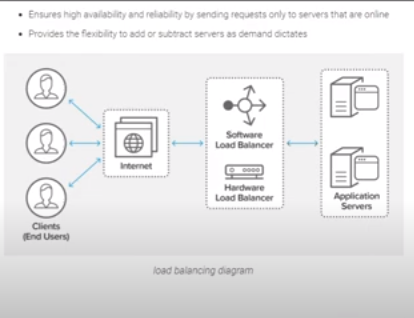 Ensures high availability and reliability by sending requests only to servers that are online
Provides the flexibility to add or subtract servers as demand dictates
Internet
Software
Load Balancer
Hardware
Load Balancer
Application
Servers
Clients
(End Users)
load balancing diagram